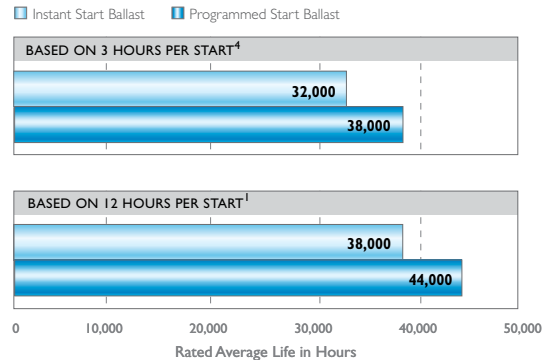 Instant Start Ballast Programmed Start Ballast
BASED ON 3 HOURS PER START4
32,000
38,000
BASED ON 12 HOURS PER START1
38,000
44,000
0 10,000 20,000 30,000 40,000 50,000
Rated Average Life in Hours